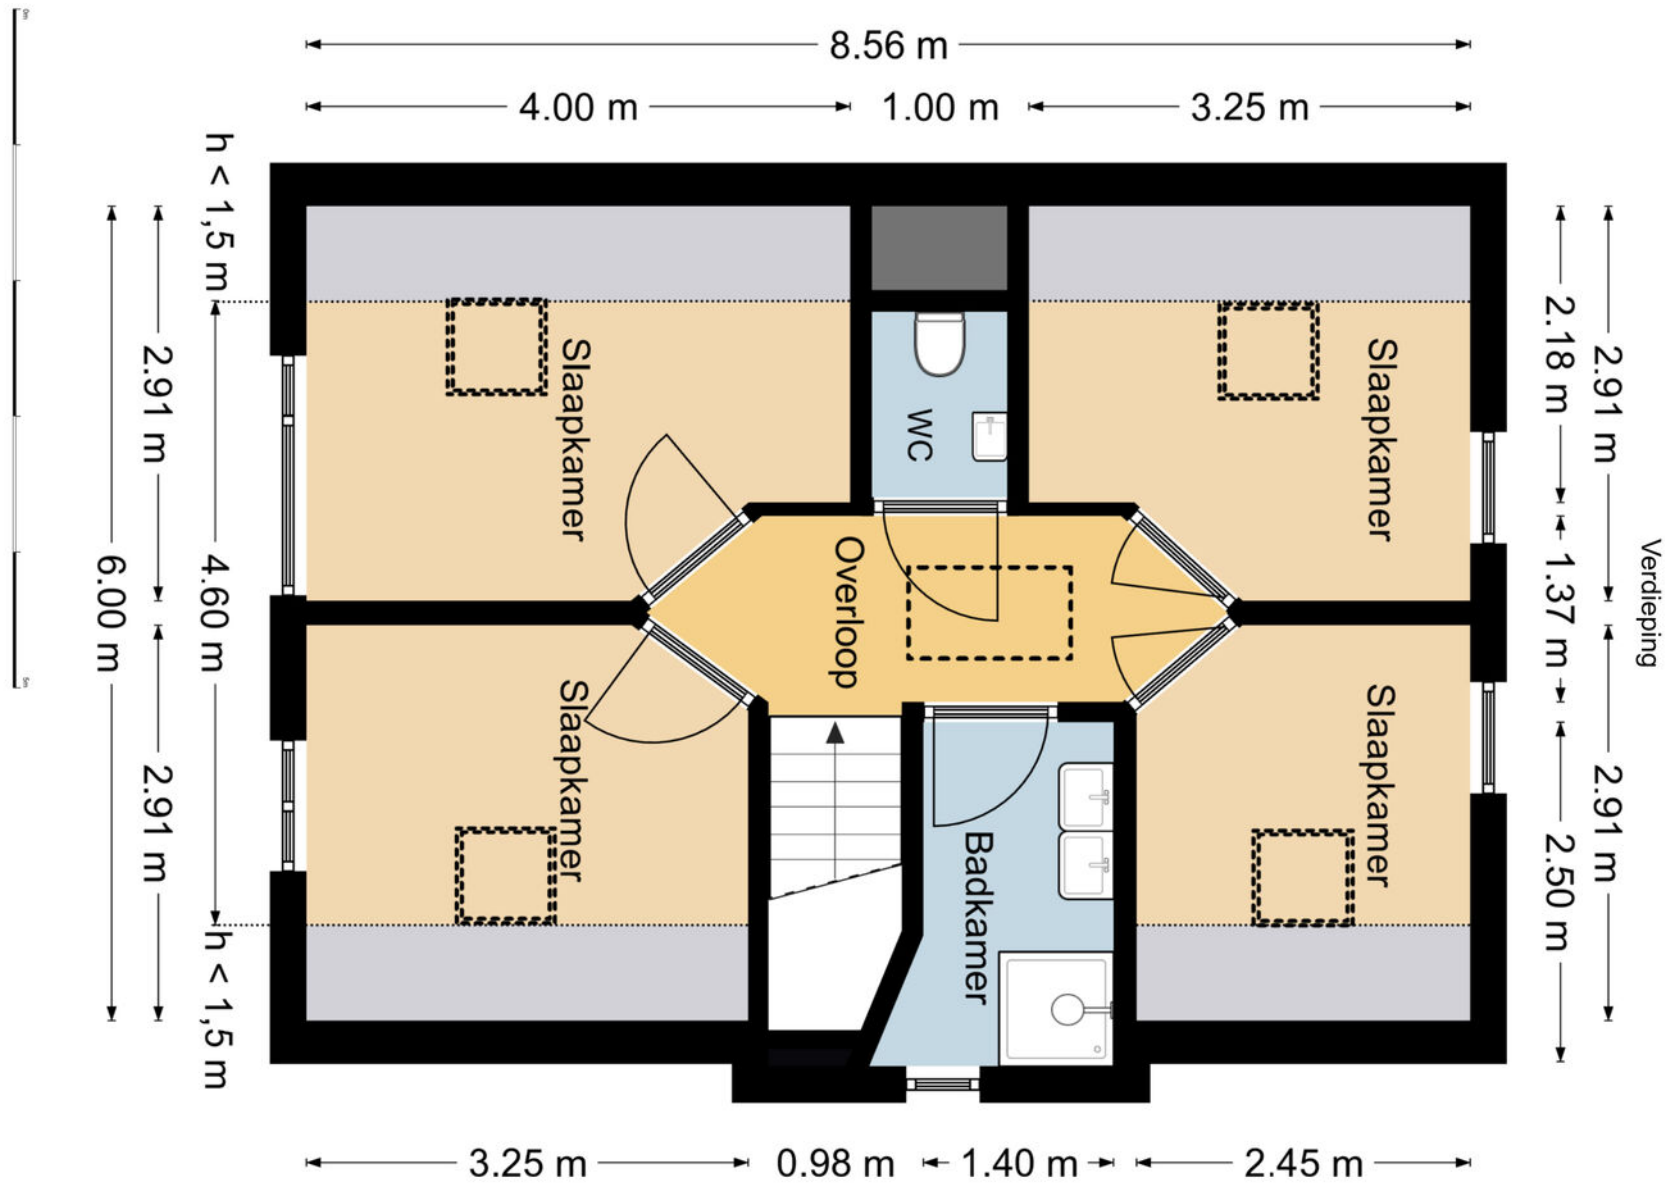 8.56 m
4.00 m
1.00 m
3.25 m
h < 1,5 m
2.91 m
2.91 m
6.00 m
4.60 m
h < 1,5 m
Slaapkamer
WC
Slaapkamer
Overloop
Slaapkamer
Badkamer
Slaapkamer
2.18 m
2.91 m
1.37 m
2.50 m
2.91 m
Verdieping
3.25 m
0.98 m
1.40 m
2.45 m
0m
5m